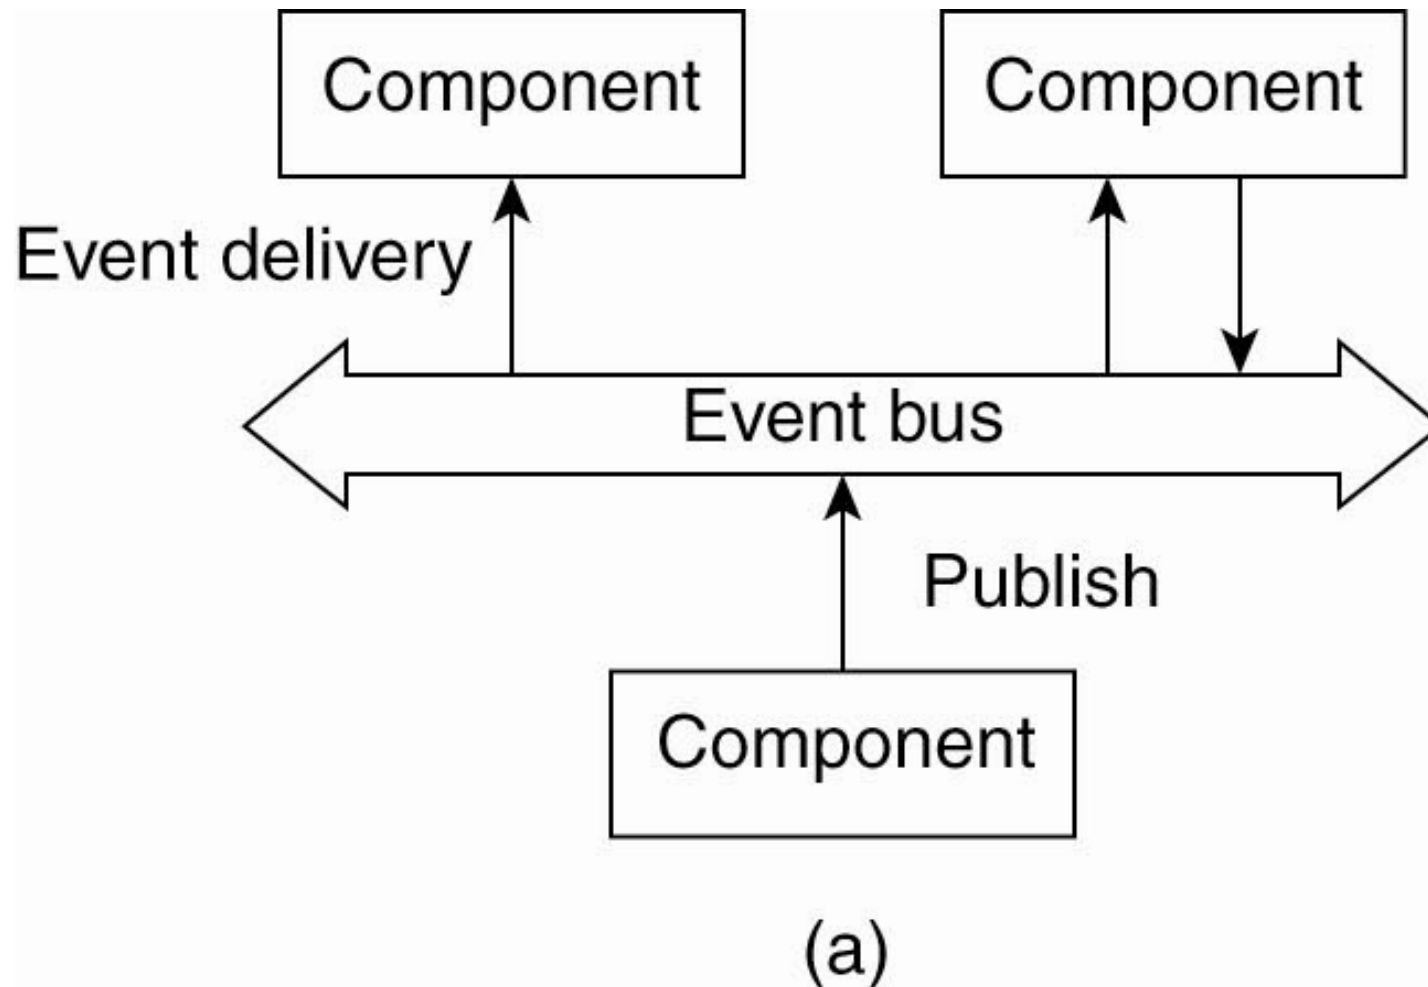 Component
Component
Event delivery
Event bus
Publish
Component
(a)